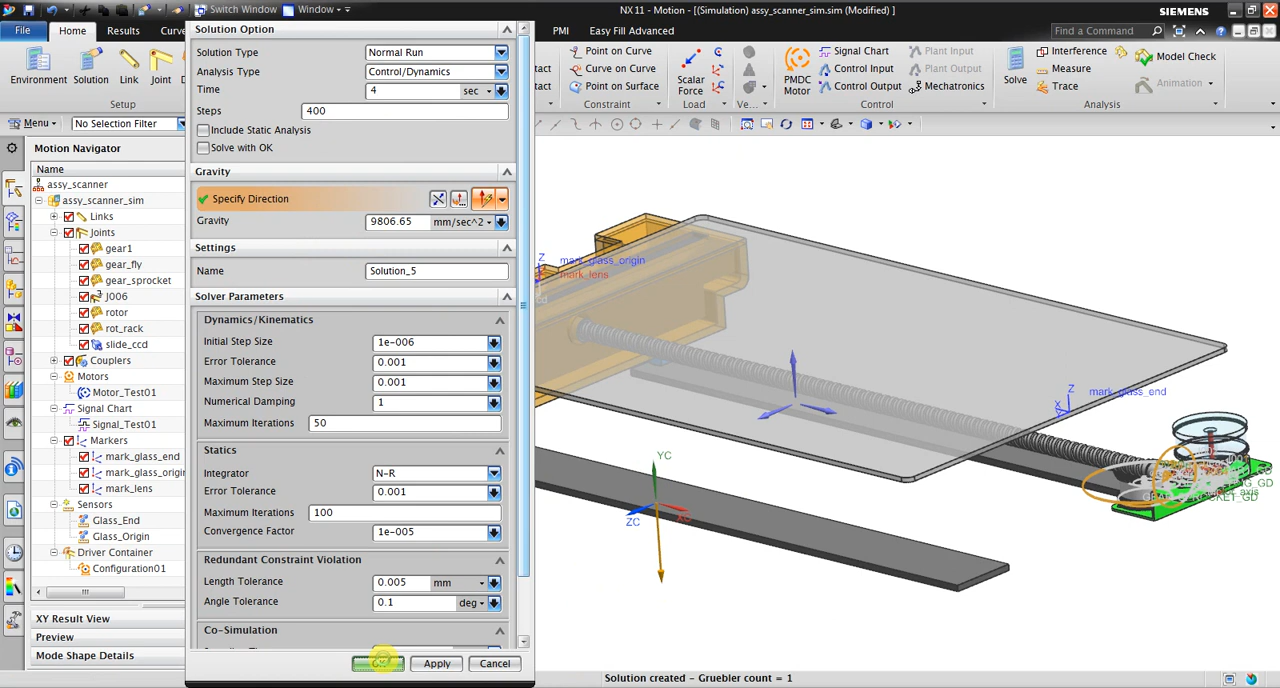 Switch Window
Window
NX 11 - Motion - [(Simulation) assy_scanner_sim.sim (Modified) ]
SIEMENS
File
Home
Results
PMI
Easy Fill Advanced
Find a Command
Environment
Solution
Link
Joint
Setup
Point on Curve
Curve on Curve
Point on Surface
Constraint
Scalar
Force
Load
Ve...
PMDC
Motor
Signal Chart
Control Input
Control Output
Plant Input
Plant Output
Mechatronics
Control
Solve
Interference
Measure
Trace
Model Check
Animation
Analysis
Menu
No Selection Filter
Motion Navigator
Name
assy_scanner
assy_scanner_sim
Links
Joints
gear1
gear_fly
gear_sprocket
J006
rotor
rot_rack
slide_ccd
Couplers
Motors
Motor_Test01
Signal Chart
Signal_Test01
Markers
mark_glass_end
mark_glass_origin
mark_lens
Sensors
Glass_End
Glass_Origin
Driver Container
Configuration01
XY Result View
Preview
Mode Shape Details
Solution Option
Solution Type
Normal Run
Analysis Type
Control/Dynamics
Time
4
sec
Steps
400
Include Static Analysis
Solve with OK
Gravity
Specify Direction
Gravity
9806.65
mm/sec^2
Settings
Name
Solution_5
Solver Parameters
Dynamics/Kinematics
Initial Step Size
1e-006
Error Tolerance
0.001
Maximum Step Size
0.001
Numerical Damping
1
Maximum Iterations
50
Statics
Integrator
N-R
Error Tolerance
0.001
Maximum Iterations
100
Convergence Factor
1e-005
Redundant Constraint Violation
Length Tolerance
0.005
mm
Angle Tolerance
0.1
deg
Co-Simulation
OK
Apply
Cancel
Z
mark_glass_origin
mark_lens
YC
ZC
Z
X
mark_glass_end
Solution created - Gruebler count = 1